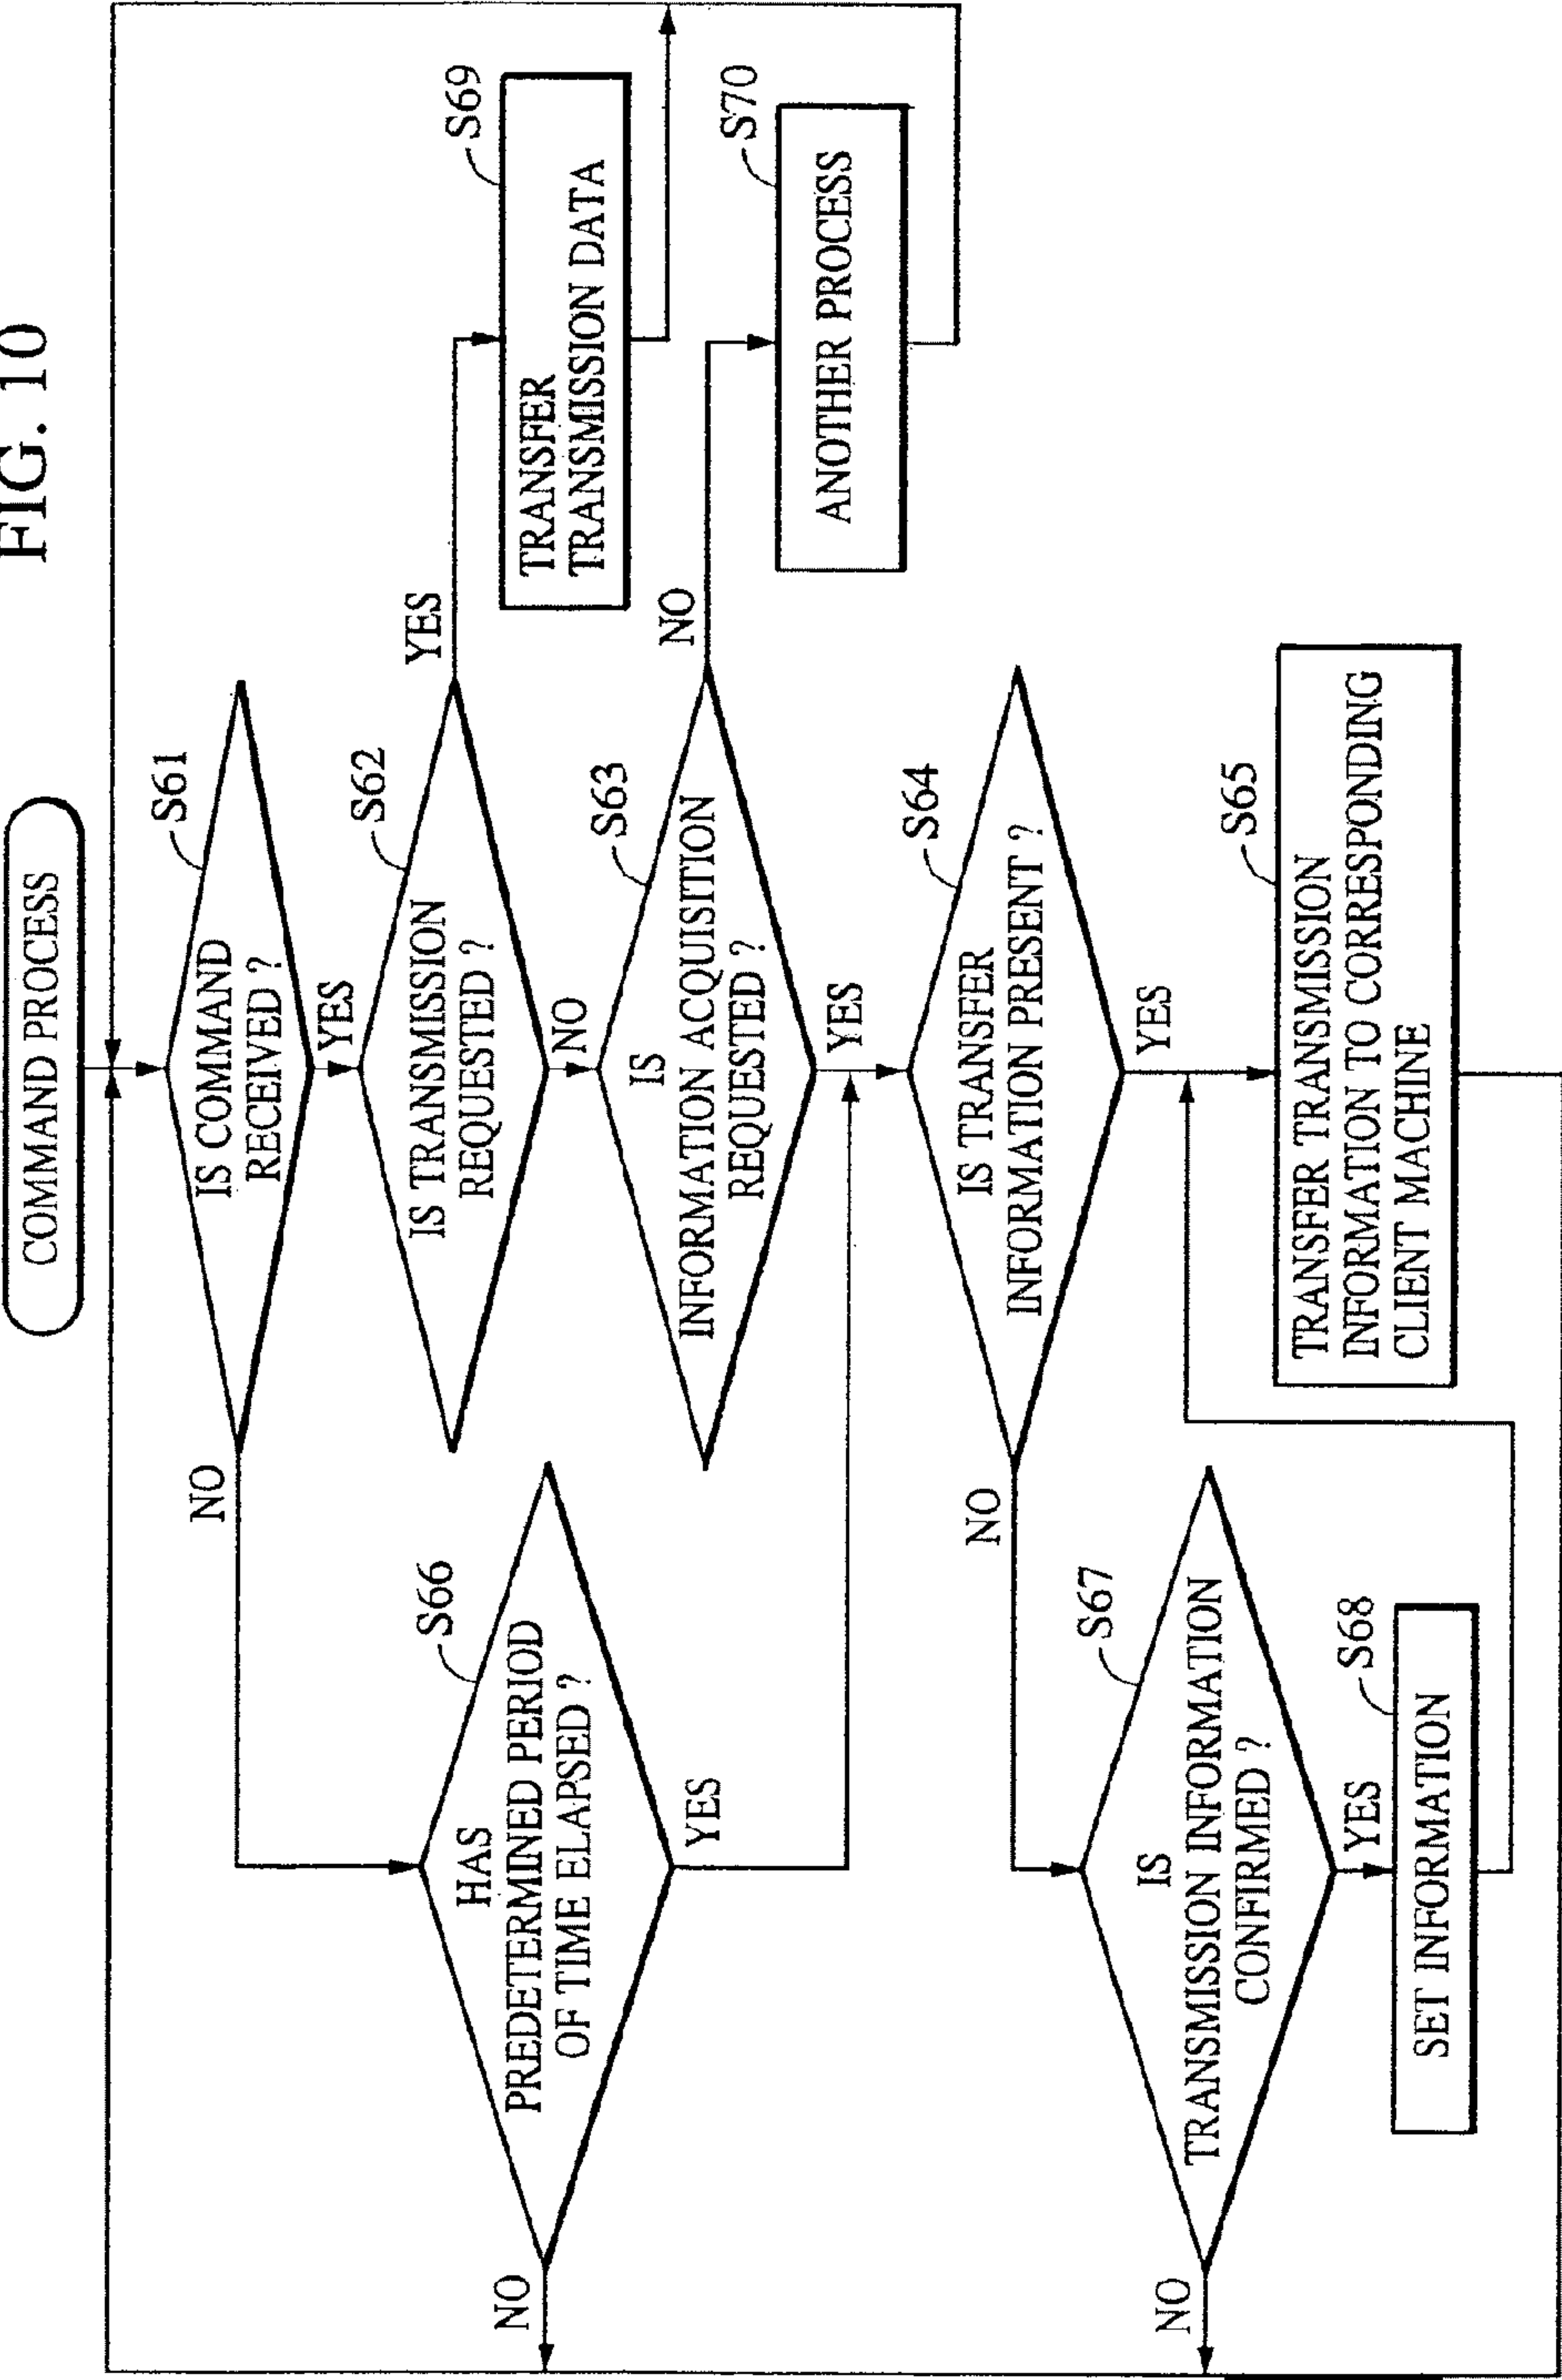 FIG. 10
COMMAND PROCESS
S61
IS COMMAND
RECEIVED ?
NO
YES
S62
IS TRANSMISSION
REQUESTED ?
YES
NO
S69
TRANSFER
TRANSMISSION DATA
S66
HAS
PREDETERMINED PERIOD
OF TIME ELAPSED ?
NO
YES
S63
IS
INFORMATION ACQUISITION
REQUESTED ?
NO
YES
S70
ANOTHER PROCESS
S64
IS TRANSFER
INFORMATION PRESENT ?
NO
YES
S67
IS
TRANSMISSION INFORMATION
CONFIRMED ?
NO
YES
S68
SET INFORMATION
S65
TRANSFER TRANSMISSION
INFORMATION TO CORRESPONDING
CLIENT MACHINE